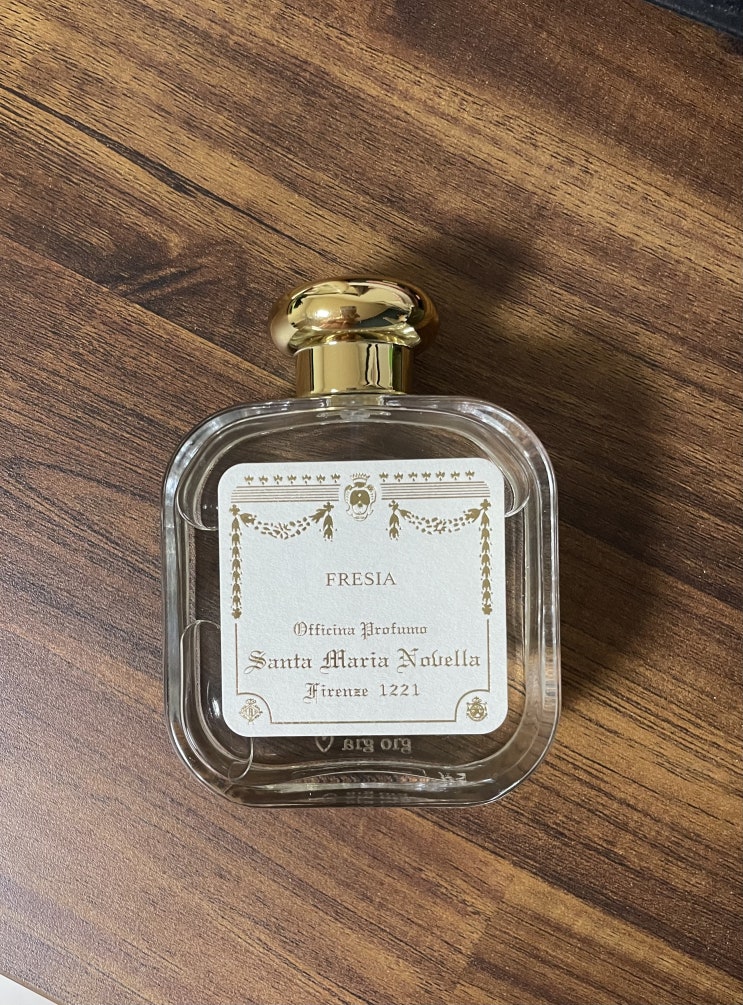 FRESIA
Officina Profumo
Santa Maria Novella
Firenze 1221